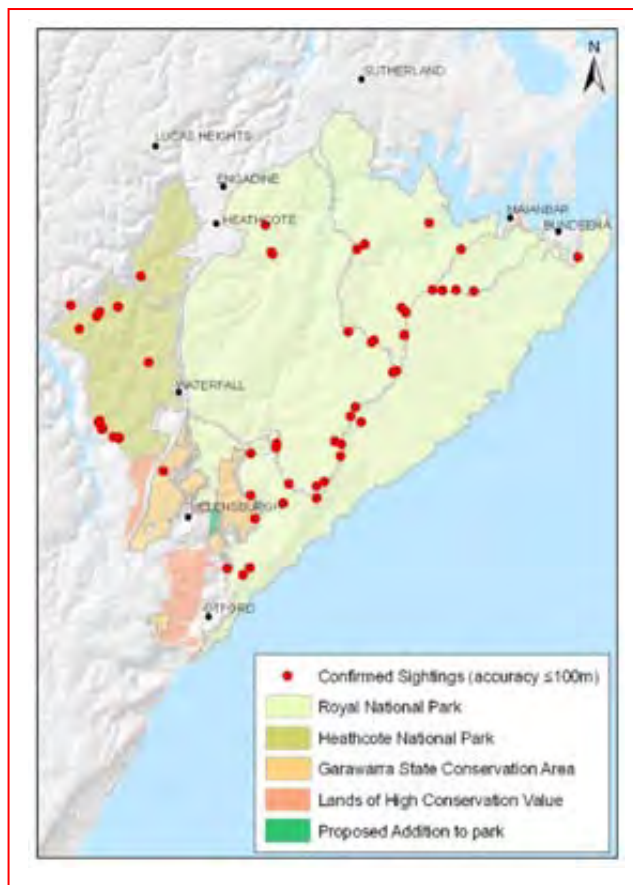 N
SUTHERLAND
LUCAS HEIGHTS
ENGADINE
HEATHCOTE
MAIANBAR
BUNDEENA
WATERFALL
HELENSBURGH
OTFORD
Confirmed Sightings (accuracy ≤100m)
Royal National Park
Heathcote National Park
Garawarra State Conservation Area
Lands of High Conservation Value
Proposed Addition to park